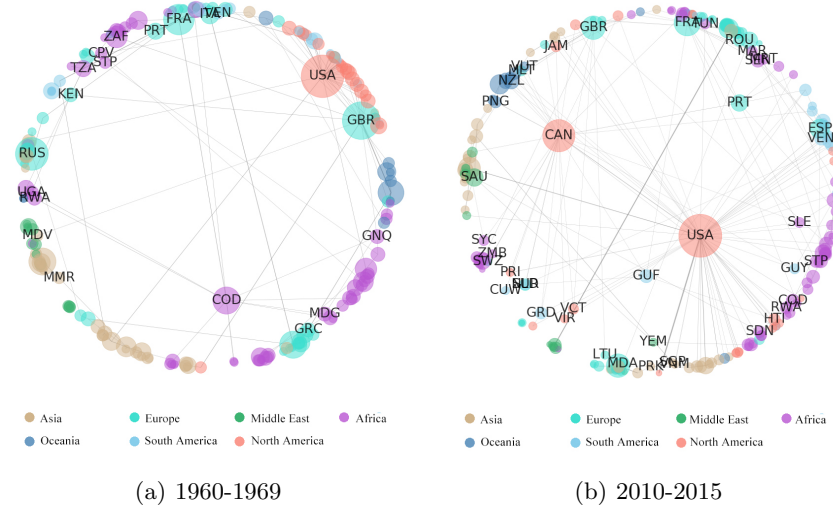 FRA VEN
ZAF PRT
CPV
STP
TZA
USA
KEN
GBR
RUS
UGA
RWA
MDV
GNQ
MMR
COD
MDG
GRC
Asia Europe Middle East Africa
Oceania South America North America
(a) 1960-1969
FRA TUN
GBR
ROU
JAM
MAR
VUT
NZL
PNG
PRT
ESP
VEN
CAN
SAU
SLE
USA
SYC
ZMB
SWZ
STP
PRI
GUF
GUY
CUW
COD
VCT
RWA
GRD
VIR
HTI
SDN
YEM
LTU
MDA
PRK
VNM
Asia Europe Middle East Africa
Oceania South America North America
(b) 2010-2015